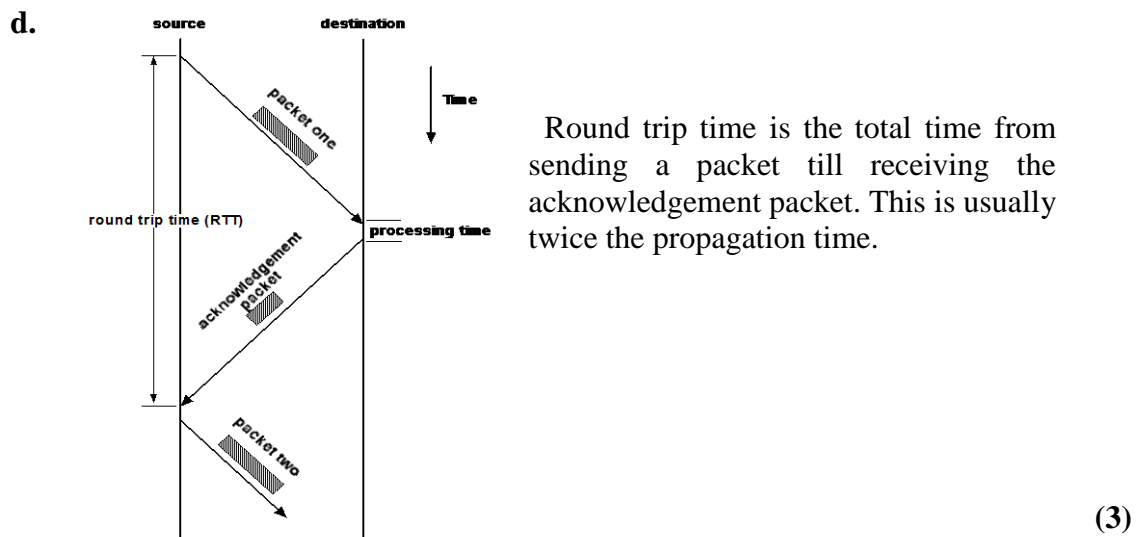 d.
source
destination
packet one
Time
round trip time (RTT)
processing time
acknowledgement
packet
packet two
Round trip time is the total time from
sending a packet till receiving the
acknowledgement packet. This is usually
twice the propagation time.
(3)